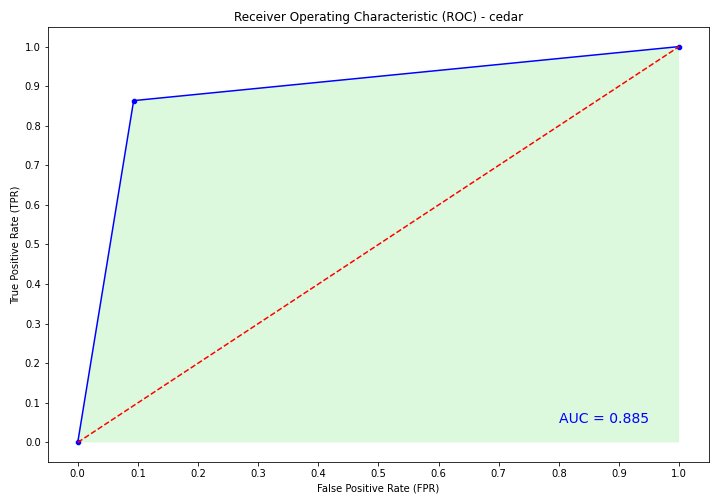 Receiver Operating Characteristic (ROC) - cedar
True Positive Rate (TPR)
1.0
0.9
0.8
0.7
0.6
0.5
0.4
0.3
0.2
0.1
0.0
AUC = 0.885
0.0 0.1 0.2 0.3 0.4 0.5 0.6 0.7 0.8 0.9 1.0
False Positive Rate (FPR)